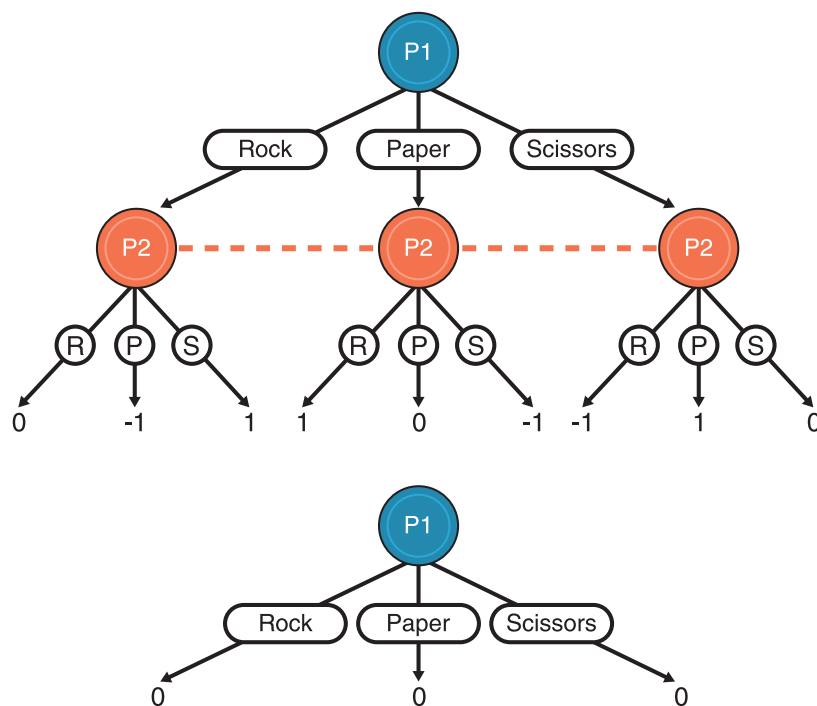 P1
Rock Paper Scissors
P2 P2 P2
R P S R P S R P S
0 -1 1 1 0 -1 -1 1 0
P1
Rock Paper Scissors
0 0 0